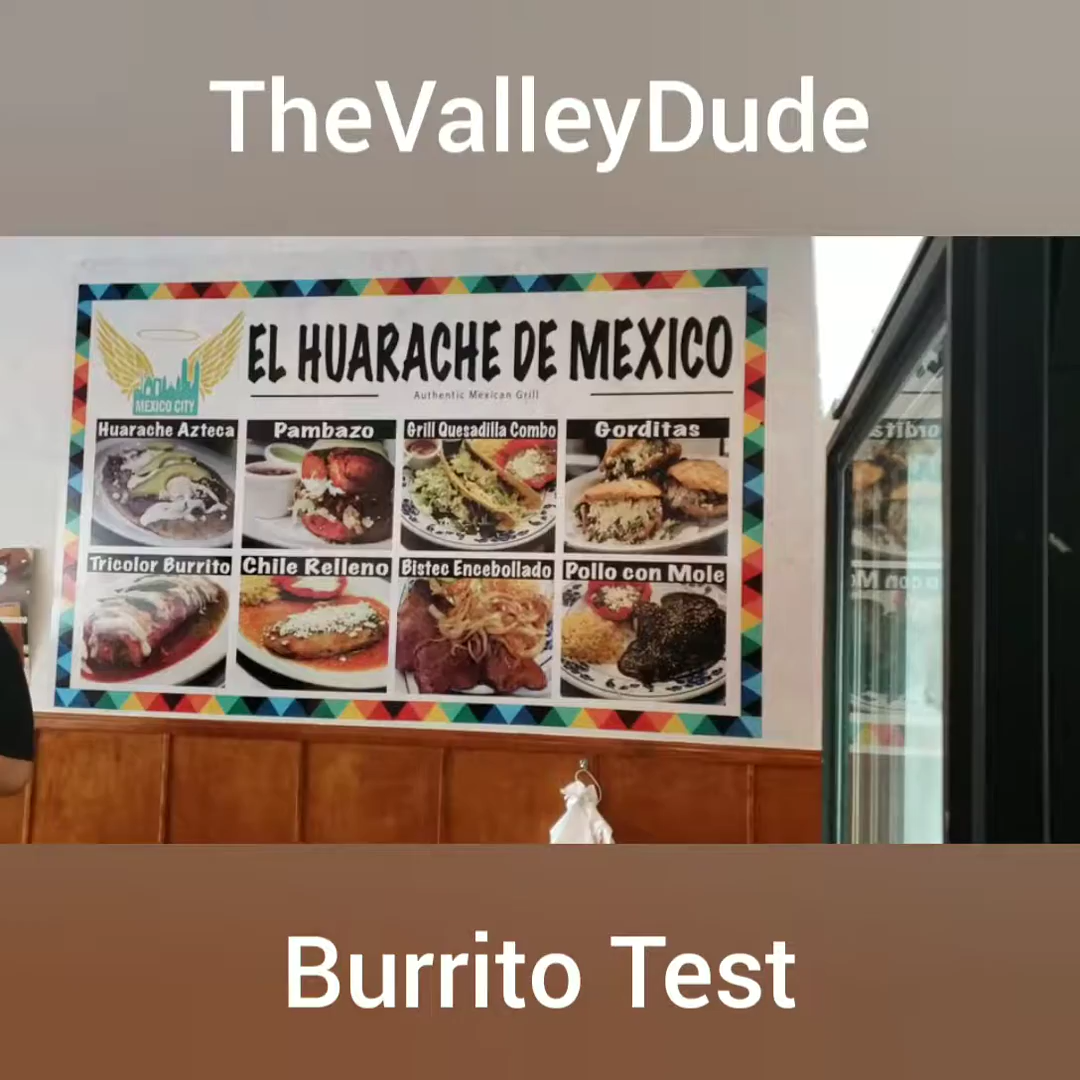 TheValleyDude
EL HUARACHE DE MEXICO
MEXICO CITY
Authentic Mexican Grill
Huarache Azteca
Pambazo
Grill Quesadilla Combo
Gorditas
Tricolor Burrito
Chile Relleno
Bistec Encebollado
Pollo con Mole
Burrito Test